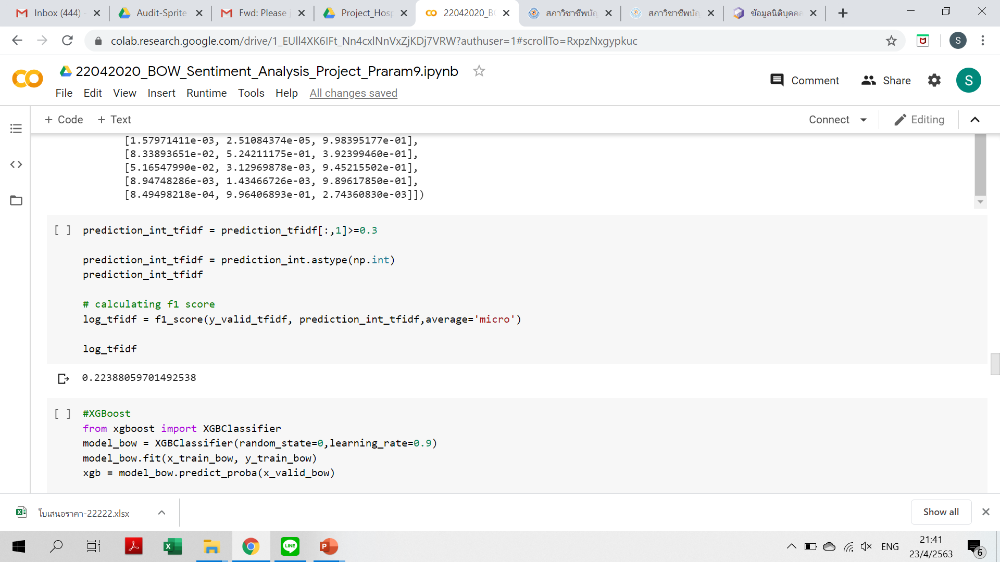 Inbox (444) -
Audit-Sprite
Fwd: Please j
Project_Hosp
22042020_BO
สภาวิชาชีพบัญ
สภาวิชาชีพบัญ
ข้อมูลนิติบุคคล
colab.research.google.com/drive/1_EUll4XK6IFt_Nn4cxlNnVxZjKDj7VRW?authuser=1#scrollTo=RxpzNxgypkuc
S
22042020_BOW_Sentiment_Analysis_Project_Praram9.ipynb
Comment
Share
S
File Edit View Insert Runtime Tools Help All changes saved
+ Code + Text
Connect
Editing
[1.57971411e-03, 2.51084374e-05, 9.98395177e-01],
[8.33893651e-02, 5.24211175e-01, 3.92399460e-01],
[5.16547990e-02, 3.12969878e-03, 9.45215502e-01],
[8.94748286e-03, 1.43466726e-03, 9.89617850e-01],
[8.49498218e-04, 9.96406893e-01, 2.74360830e-03]])
[ ] prediction_int_tfidf = prediction_tfidf[:,1]>=0.3
prediction_int_tfidf = prediction_int.astype(np.int)
prediction_int_tfidf
# calculating f1 score
log_tfidf = f1_score(y_valid_tfidf, prediction_int_tfidf,average='micro')
log_tfidf
0.22388059701492538
[ ] #XGBoost
from xgboost import XGBClassifier
model_bow = XGBClassifier(random_state=0,learning_rate=0.9)
model_bow.fit(x_train_bow, y_train_bow)
xgb = model_bow.predict_proba(x_valid_bow)
ใบเสนอราคา-22222.xlsx
Show all
LINE
ENG
21:41
23/4/2563
6